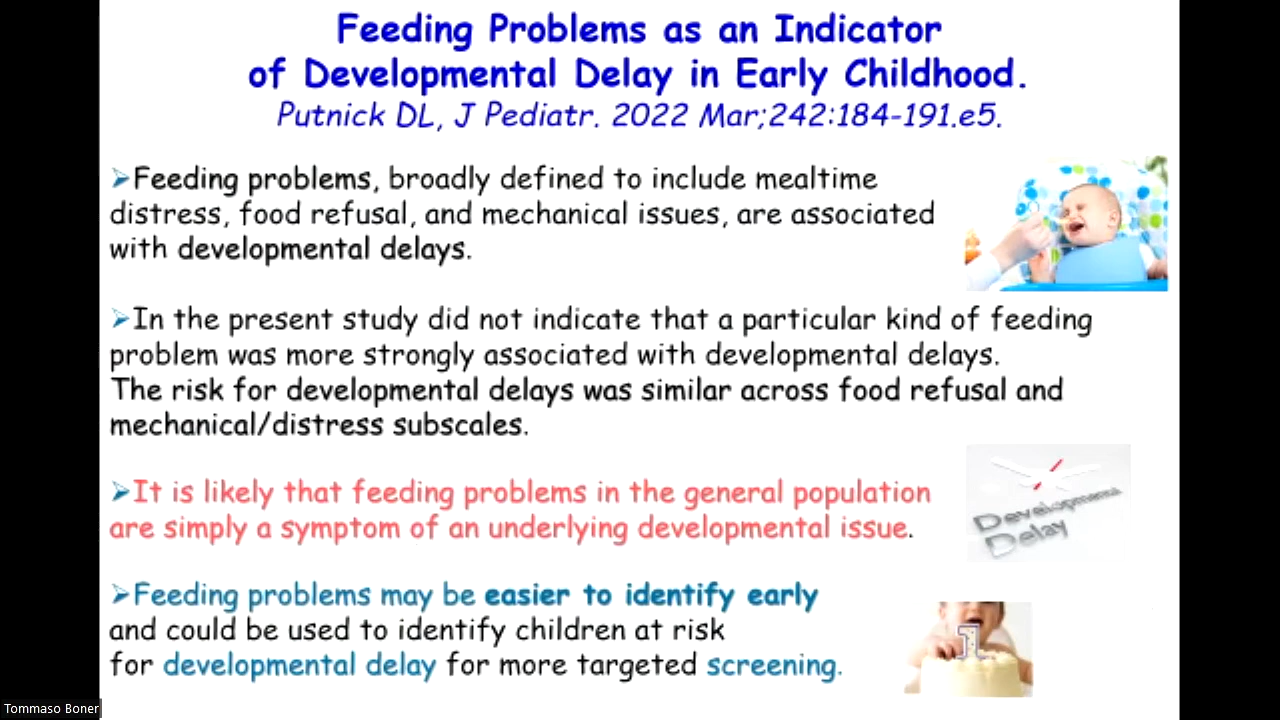 Feeding Problems as an Indicator
of Developmental Delay in Early Childhood.
Putnick DL, J Pediatr. 2022 Mar;242:184-191.e5.
➢Feeding problems, broadly defined to include mealtime
distress, food refusal, and mechanical issues, are associated
with developmental delays.
➢In the present study did not indicate that a particular kind of feeding
problem was more strongly associated with developmental delays.
The risk for developmental delays was similar across food refusal and
mechanical/distress subscales.
➢It is likely that feeding problems in the general population
are simply a symptom of an underlying developmental issue.
Developmental
Delay
➢Feeding problems may be easier to identify early
and could be used to identify children at risk
for developmental delay for more targeted screening.
1
Tommaso Boner